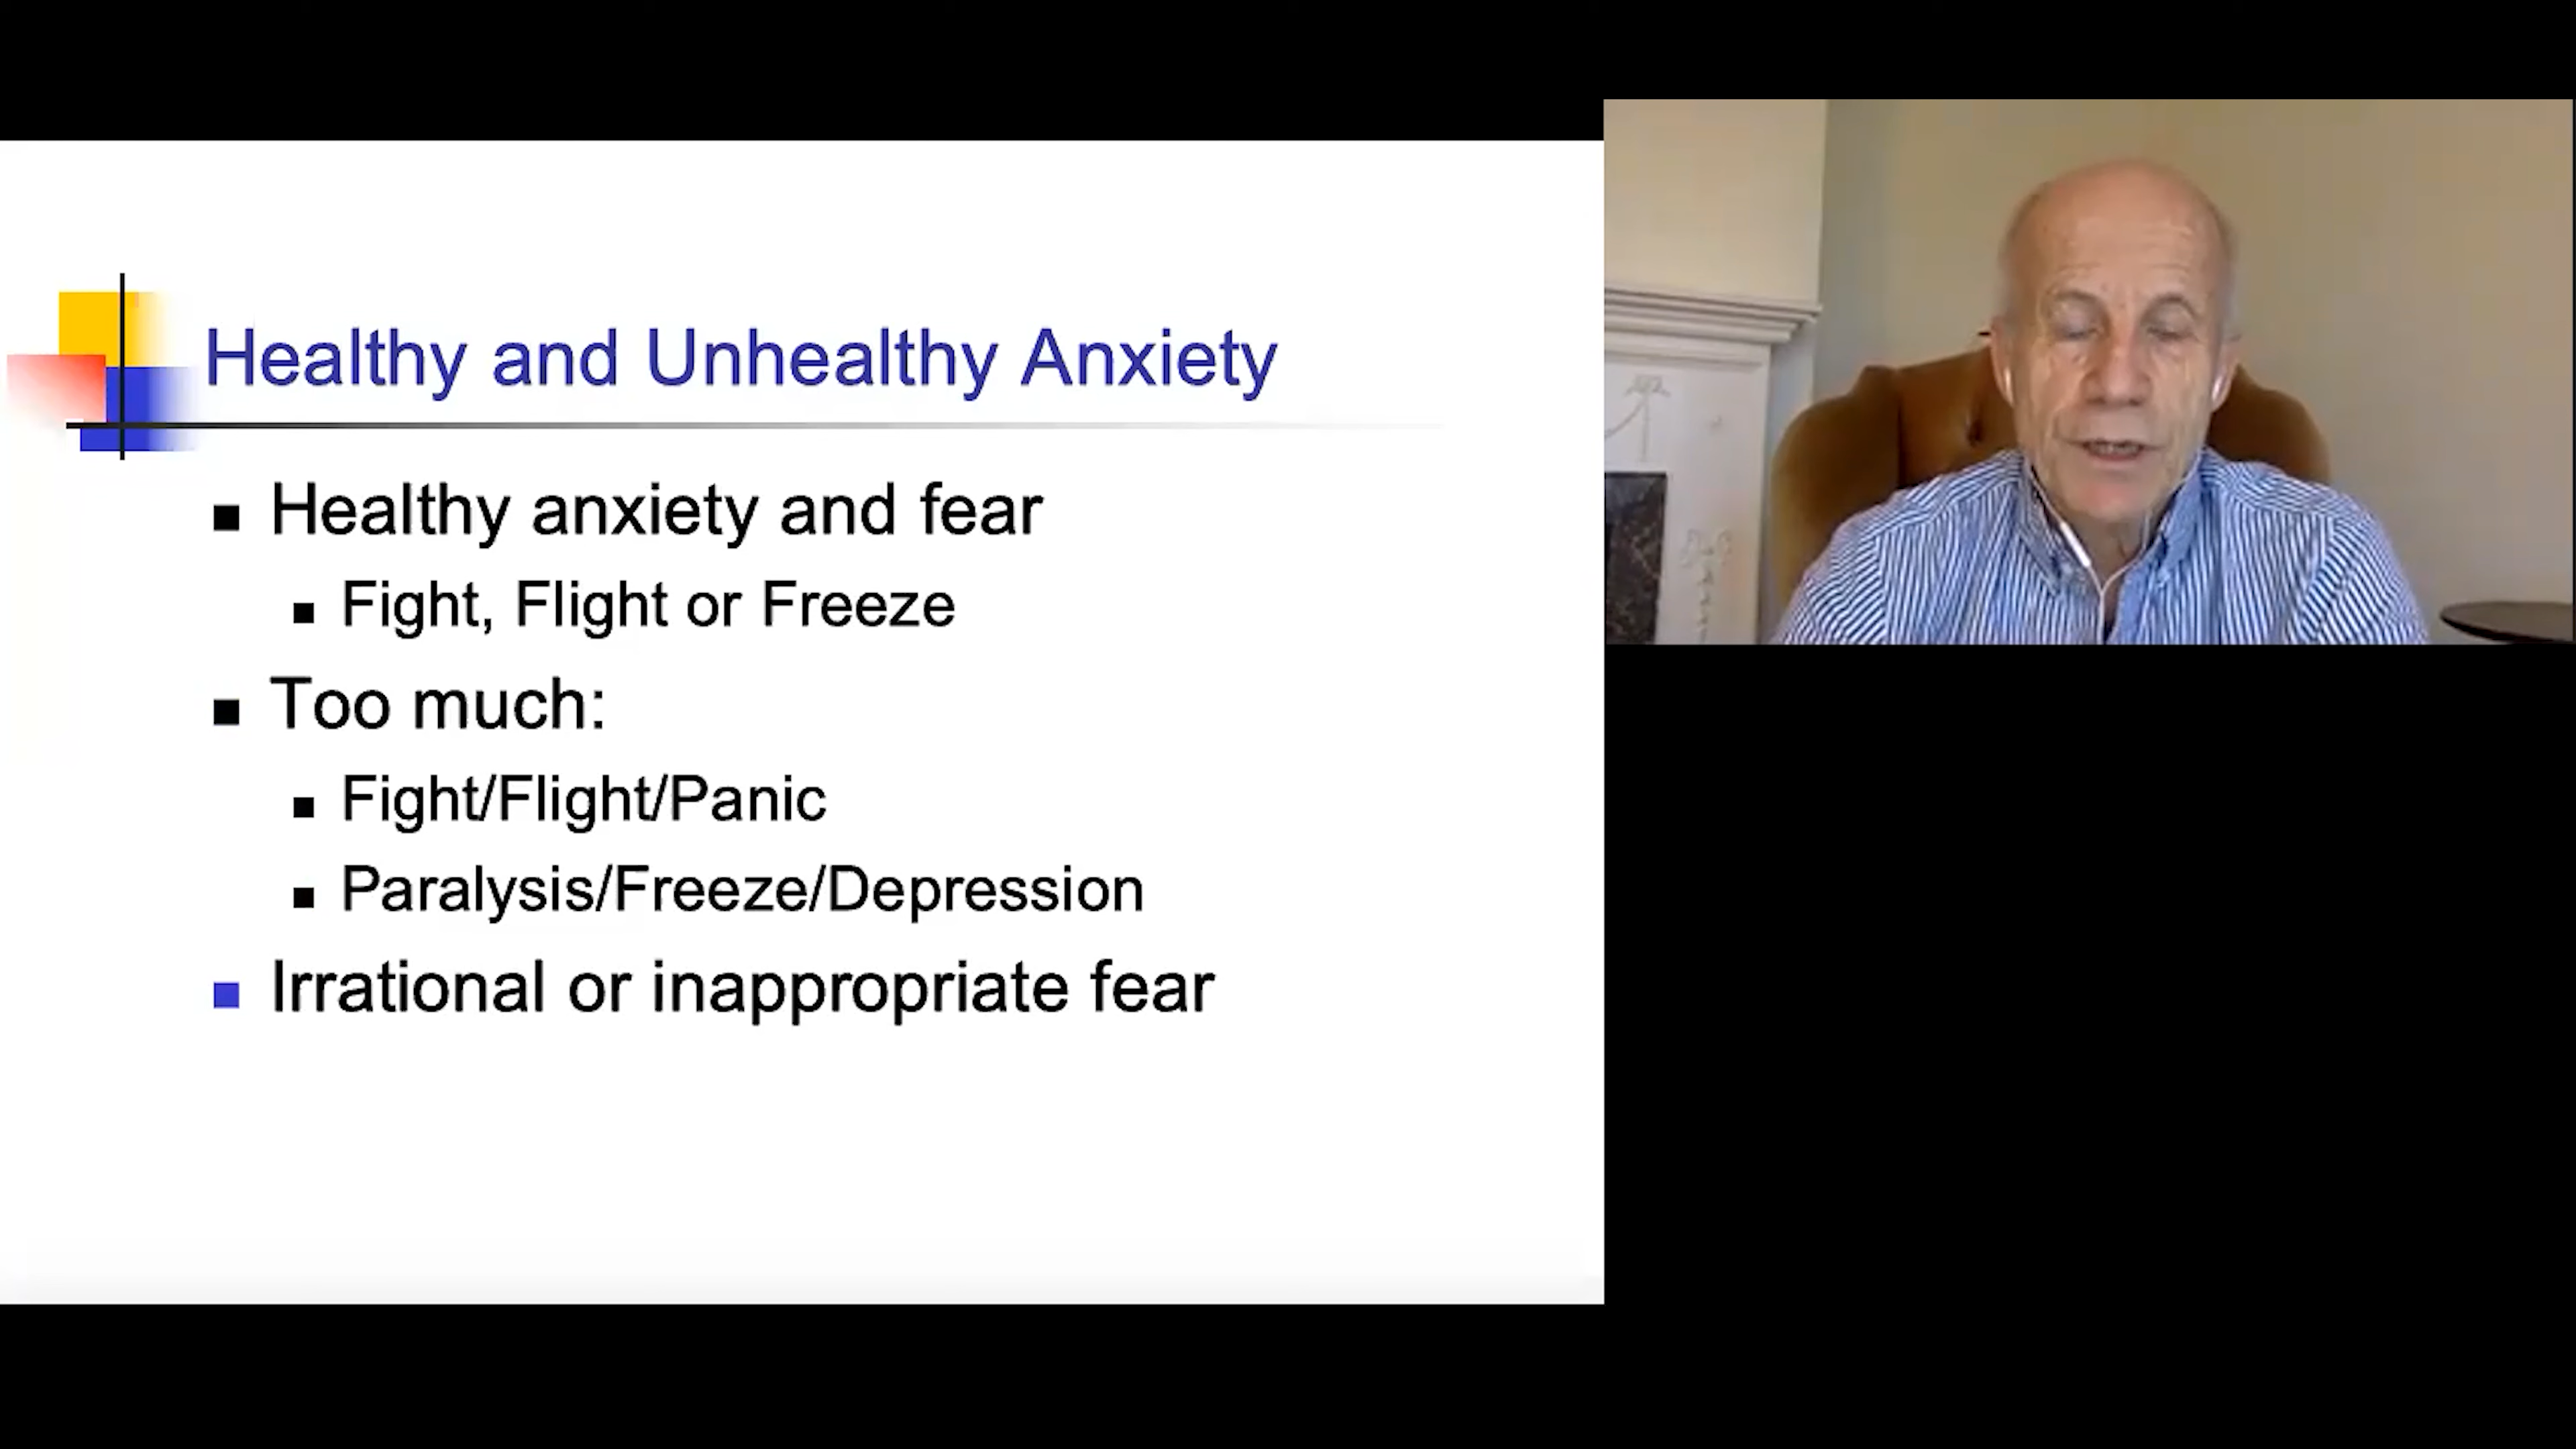 Healthy and Unhealthy Anxiety
Healthy anxiety and fear
Fight, Flight or Freeze
Too much:
Fight/Flight/Panic
Paralysis/Freeze/Depression
Irrational or inappropriate fear